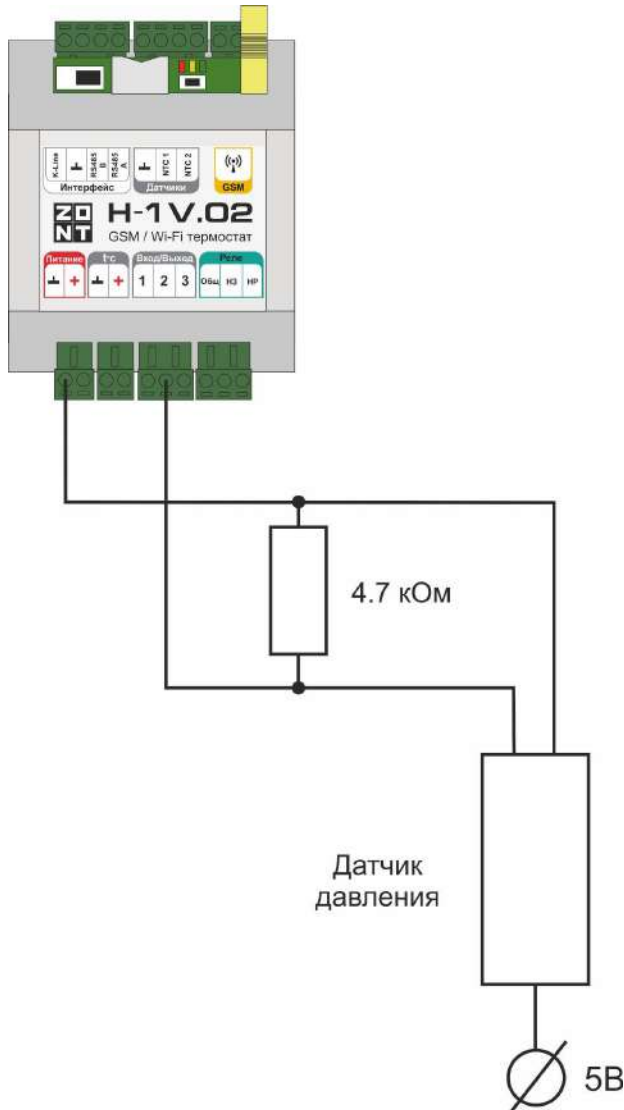 K-Line
RS485 B
RS485 A
NTC 1
NTC 2
Интерфейс
Датчики
GSM
ZONT
H-1V.02
GSM / Wi-Fi термостат
Питание
t°C
Вход/Выход
Реле
+
+
1 2 3
Общ НЗ НР
4.7 кОм
Датчик
давления
5В